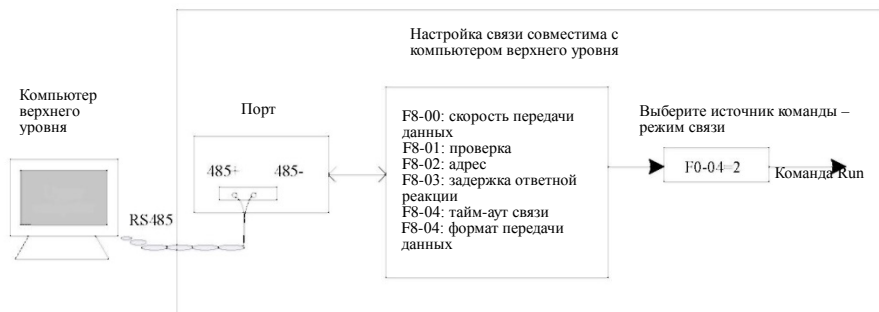 Настройка связи совместима с
компьютером верхнего уровня
Компьютер
верхнего
уровня
Порт
485+ 485-
RS485
F8-00: скорость передачи
данных
F8-01: проверка
F8-02: адрес
F8-03: задержка ответной
реакции
F8-04: тайм-аут связи
F8-04: формат передачи
данных
Выберите источник команды –
режим связи
F0-04=2
Команда Run